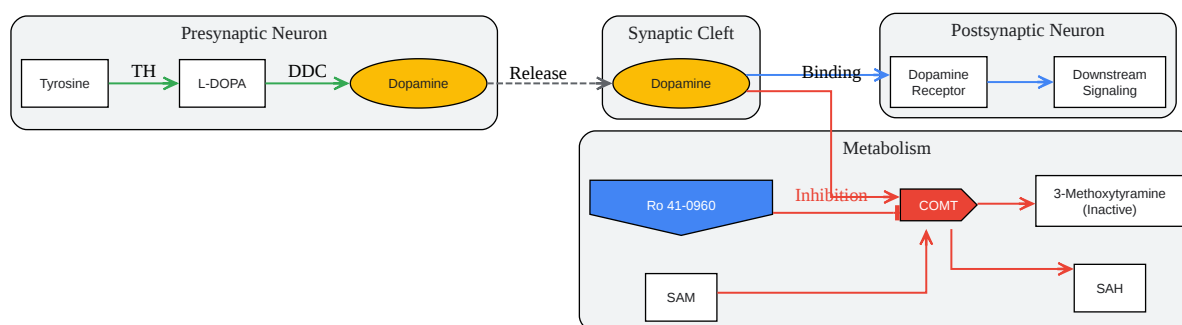 Presynaptic Neuron
Tyrosine
TH
L-DOPA
DDC
Dopamine
Release
Synaptic Cleft
Dopamine
Binding
Postsynaptic Neuron
Dopamine
Receptor
Downstream
Signaling
Metabolism
Ro 41-0960
Inhibition
COMT
3-Methoxytyramine
(Inactive)
SAM
SAH